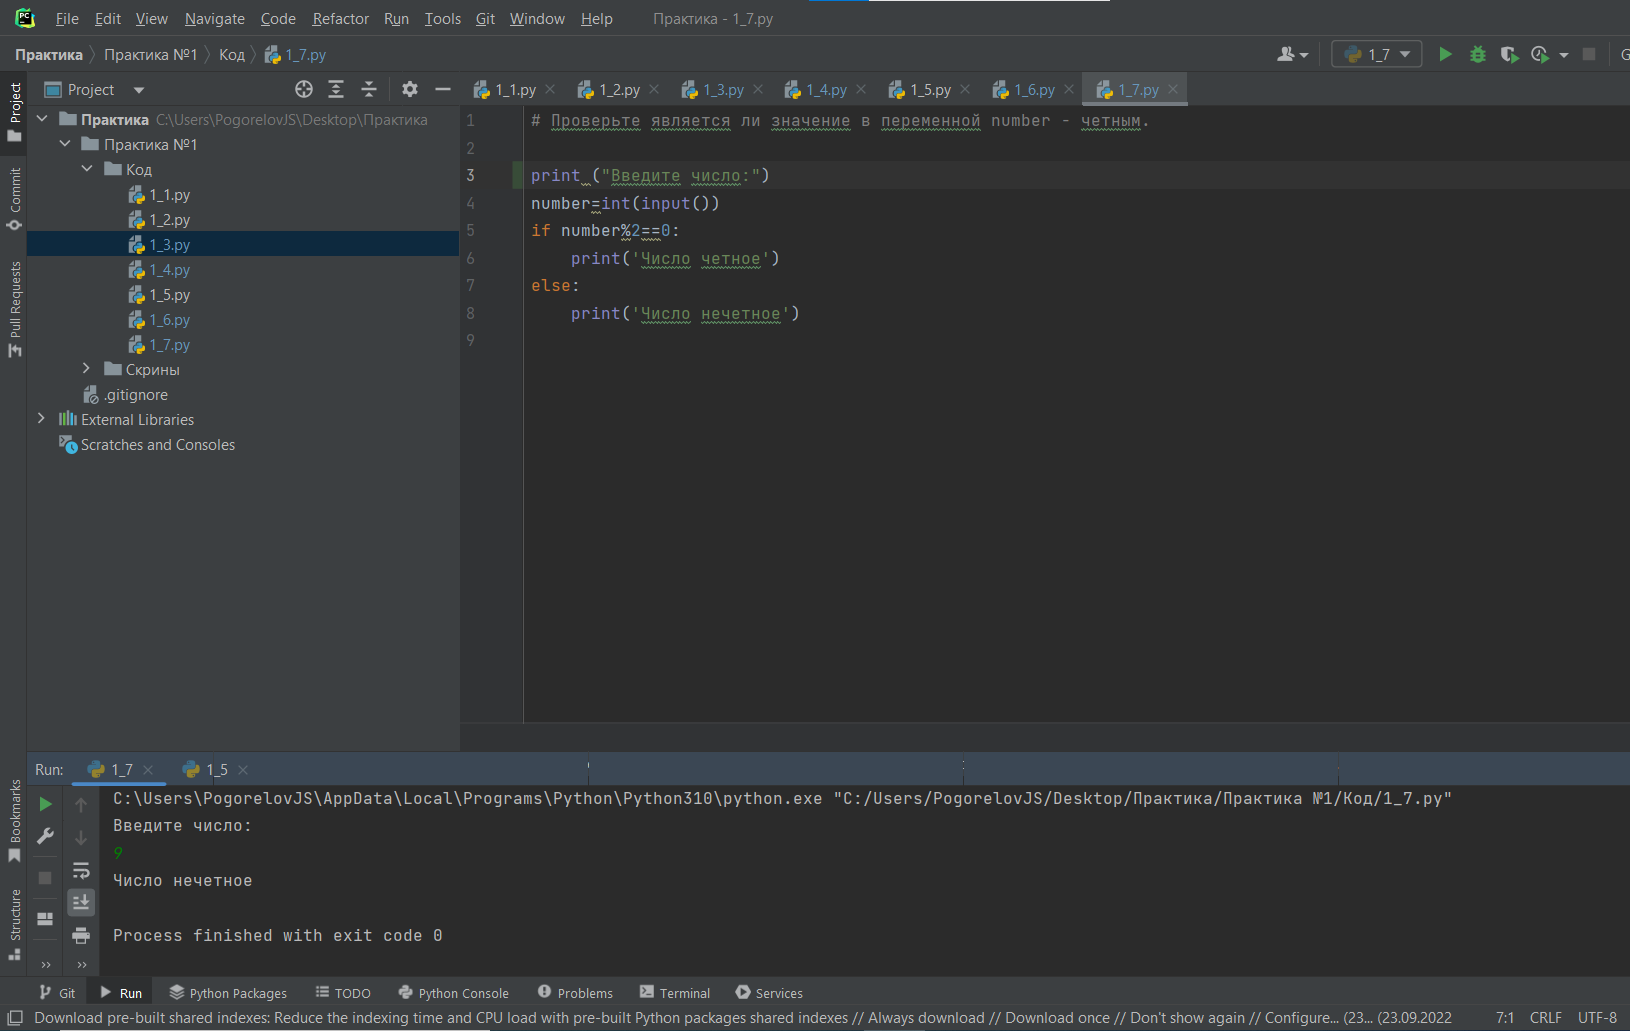 File Edit View Navigate Code Refactor Run Tools Git Window Help Практика - 1_7.py
Практика Практика №1 Код 1_7.py
1_7
Project
Практика C:\Users\PogorelovJS\Desktop\Практика
Практика №1
Код
1_1.py
1_2.py
1_3.py
1_4.py
1_5.py
1_6.py
1_7.py
Скрины
.gitignore
External Libraries
Scratches and Consoles
Project
Commit
Pull Requests
Bookmarks
Structure
1_1.py 1_2.py 1_3.py 1_4.py 1_5.py 1_6.py 1_7.py
1 # Проверьте является ли значение в переменной number - четным.
2
3 print ("Введите число:")
4 number=int(input())
5 if number%2==0:
6 print('Число четное')
7 else:
8 print('Число нечетное')
9
Run: 1_7 1_5
C:\Users\PogorelovJS\AppData\Local\Programs\Python\Python310\python.exe "C:/Users/PogorelovJS/Desktop/Практика/Практика №1/Код/1_7.py"
Введите число:
9
Число нечетное
Process finished with exit code 0
Git Run Python Packages TODO Python Console Problems Terminal Services
Download pre-built shared indexes: Reduce the indexing time and CPU load with pre-built Python packages shared indexes // Always download // Download once // Don't show again // Configure... (23... (23.09.2022 7:1 CRLF UTF-8